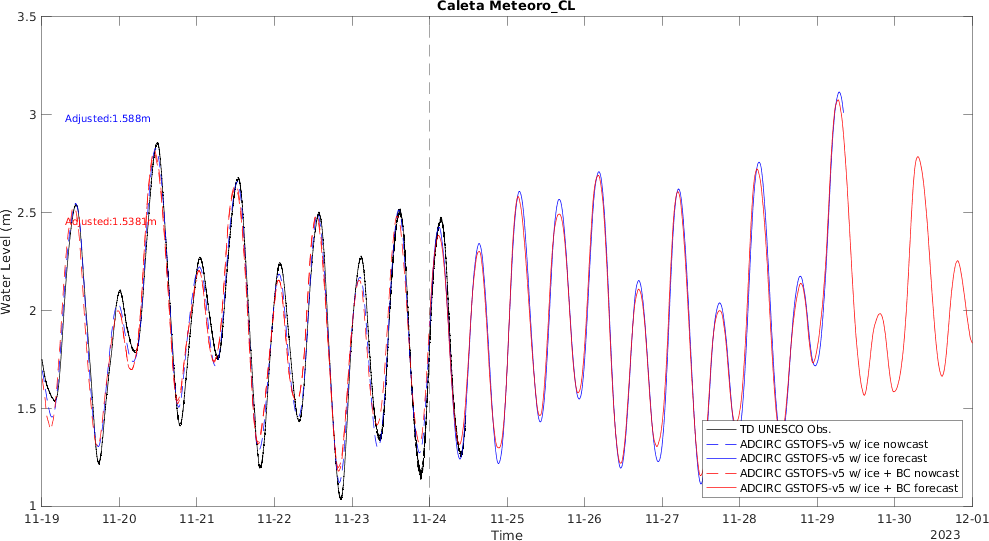 Caleta Meteoro_CL
Water Level (m)
3.5
3
2.5
2
1.5
1
Adjusted:1.588m
Adjusted:1.5381m
TD UNESCO Obs.
ADCIRC GSTOFS-v5 w/ ice nowcast
ADCIRC GSTOFS-v5 w/ ice forecast
ADCIRC GSTOFS-v5 w/ ice + BC nowcast
ADCIRC GSTOFS-v5 w/ ice + BC forecast
11-19 11-20 11-21 11-22 11-23 11-24 11-25 11-26 11-27 11-28 11-29 11-30 12-01
Time
2023